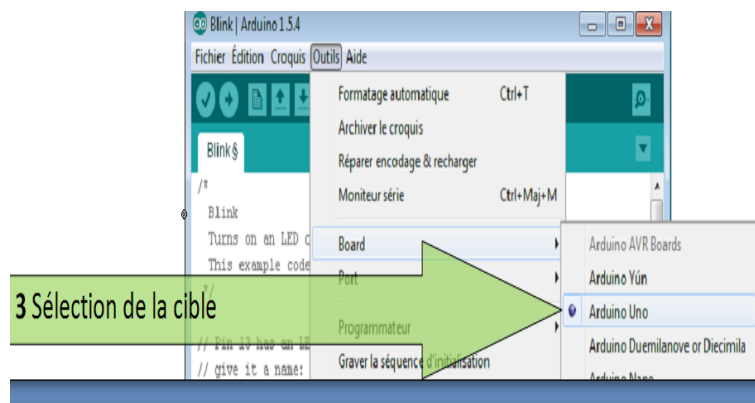 Blink | Arduino 1.5.4
Fichier Édition Croquis Outils Aide
Formatage automatique Ctrl+T
Archiver le croquis
Réparer encodage & recharger
Moniteur série Ctrl+Maj+M
Board
Port
Programmateur
Graver la séquence d'initialisation
Blink§
/*
Blink
Turns on an LED
This example code
*/
// Pin 13 has an LE
// give it a name:
Arduino AVR Boards
Arduino Yún
Arduino Uno
Arduino Duemilanove or Diecimila
Arduino Nano
3 Sélection de la cible